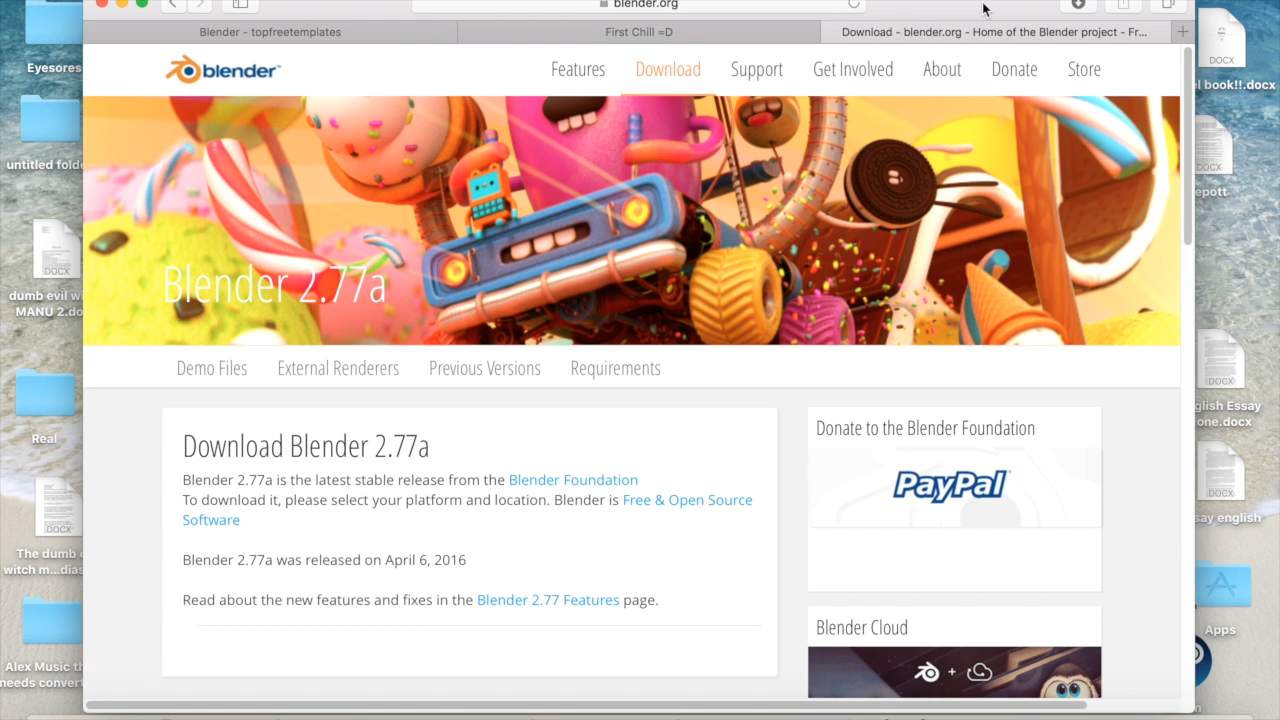 blender.org
Blender - topfreetemplates
First Chill =D
Download - blender.org - Home of the Blender project - Fr...
blender
Features
Download
Support
Get Involved
About
Donate
Store
Blender 2.77a
Demo Files
External Renderers
Previous Versions
Requirements
Download Blender 2.77a
Blender 2.77a is the latest stable release from the Blender Foundation
To download it, please select your platform and location. Blender is Free & Open Source
Software
Blender 2.77a was released on April 6, 2016
Read about the new features and fixes in the Blender 2.77 Features page.
Donate to the Blender Foundation
PayPal
Blender Cloud
+
Eyesores
untitled folde
DOCX
dumb evil wi
MANU 2.do
Real
DOCX
The dumb e
witch m...dias
Alex Music th
needs convert
DOCX
l book!!.docx
DOCX
epott
DOCX
glish Essay
one.docx
DOCX
say english
Apps